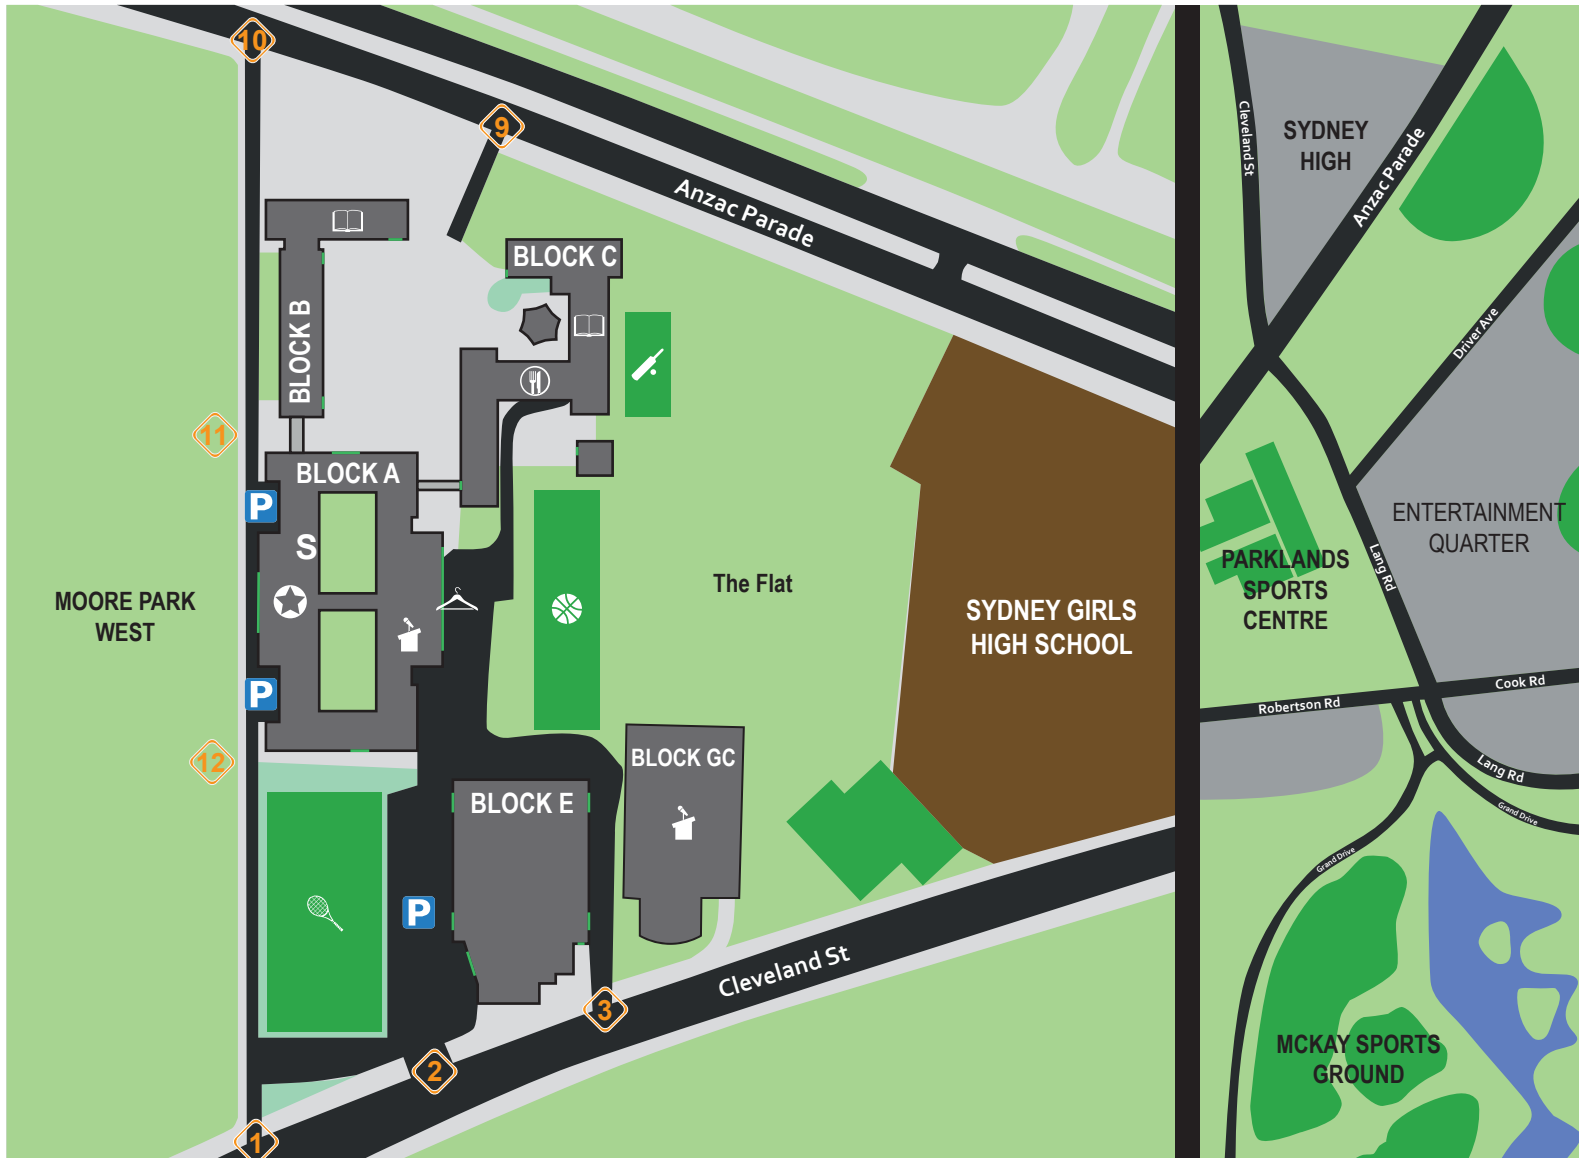 10
9
Anzac Parade
BLOCK C
BLOCK B
11
BLOCK A
P
S
MOORE PARK
WEST
The Flat
SYDNEY GIRLS
HIGH SCHOOL
P
12
BLOCK GC
BLOCK E
P
Cleveland St
3
2
1
Cleveland St
SYDNEY
HIGH
Anzac Parade
Driver Ave
ENTERTAINMENT
QUARTER
Lang Rd
PARKLANDS
SPORTS
CENTRE
Cook Rd
Robertson Rd
Lang Rd
Grand Drive
Grand Drive
MCKAY SPORTS
GROUND